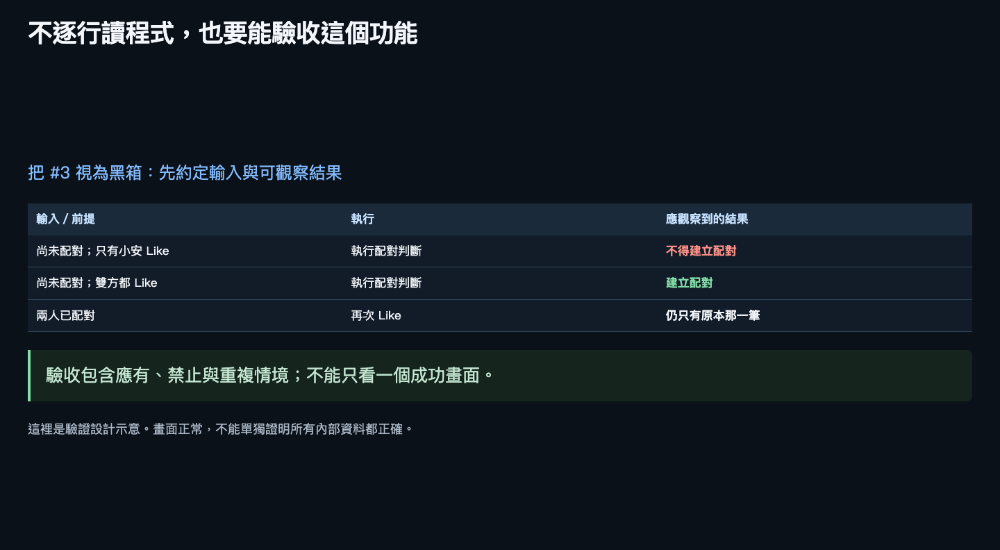 不逐行讀程式，也要能驗收這個功能
把 #3 視為黑箱：先約定輸入與可觀察結果
輸入 / 前提 執行 應觀察到的結果
尚未配對；只有小安 Like 執行配對判斷 不得建立配對
尚未配對；雙方都 Like 執行配對判斷 建立配對
兩人已配對 再次 Like 仍只有原本那一筆
驗收包含應有、禁止與重複情境；不能只看一個成功畫面。
這裡是驗證設計示意。畫面正常，不能單獨證明所有內部資料都正確。